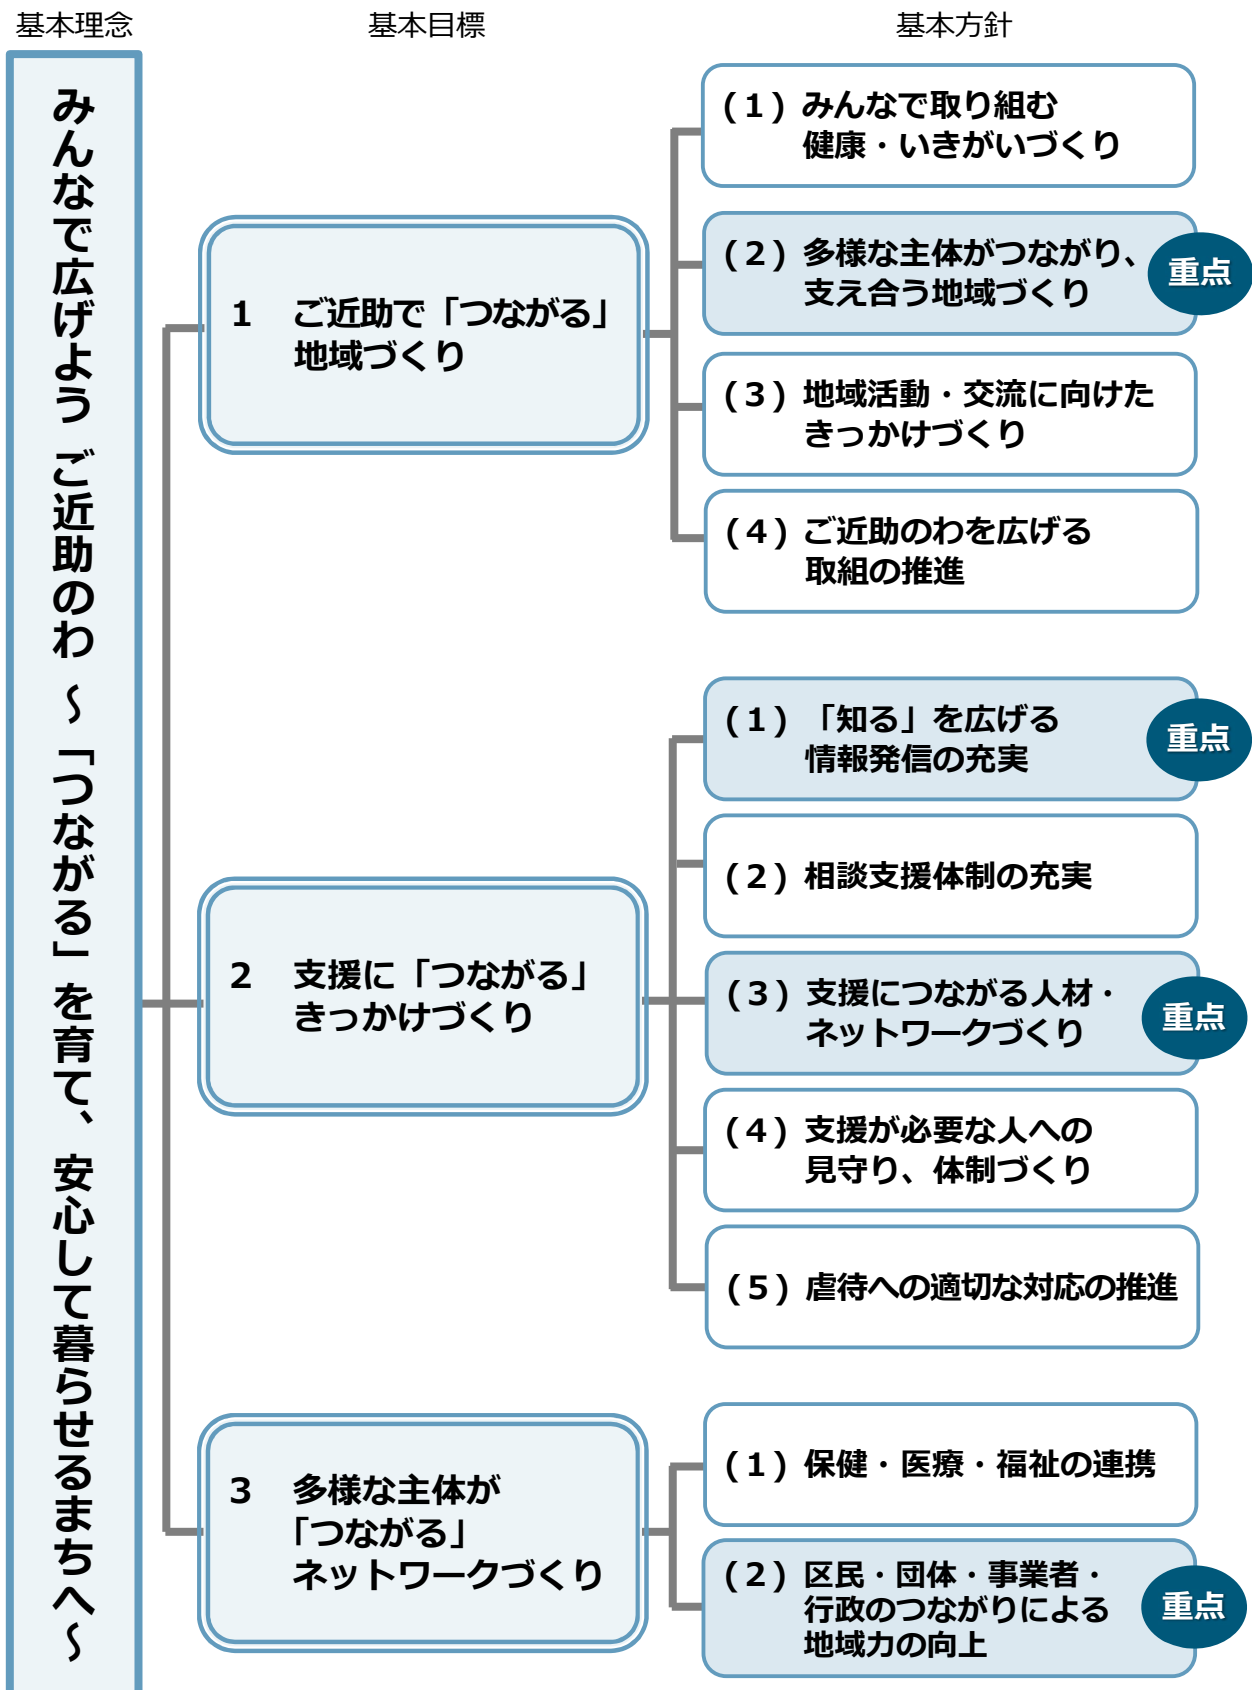 基本理念
基本目標
基本方針
みんなで広げよう ご近助のわ ～「つながる」を育て、安心して暮らせるまちへ～
1 ご近助で「つながる」
地域づくり
(1) みんなで取り組む
健康・いきがいづくり
(2) 多様な主体がつながり、
支え合う地域づくり
重点
(3) 地域活動・交流に向けた
きっかけづくり
(4) ご近助のわを広げる
取組の推進
2 支援に「つながる」
きっかけづくり
(1) 「知る」を広げる
情報発信の充実
重点
(2) 相談支援体制の充実
(3) 支援につながる人材・
ネットワークづくり
重点
(4) 支援が必要な人への
見守り、体制づくり
(5) 虐待への適切な対応の推進
3 多様な主体が
「つながる」
ネットワークづくり
(1) 保健・医療・福祉の連携
(2) 区民・団体・事業者・
行政のつながりによる
地域力の向上
重点